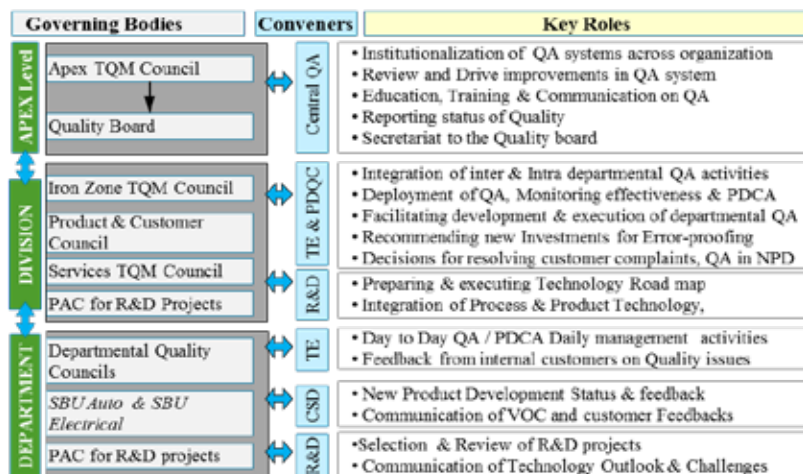 Governing Bodies
Conveners
Key Roles
APEX Level
Apex TQM Council
Quality Board
Central QA
• Institutionalization of QA systems across organization
• Review and Drive improvements in QA system
• Education, Training & Communication on QA
• Reporting status of Quality
• Secretariat to the Quality board
DIVISION
Iron Zone TQM Council
Product & Customer
Council
Services TQM Council
PAC for R&D Projects
TE & PDQC
• Integration of inter & Intra departmental QA activities
• Deployment of QA, Monitoring effectiveness & PDCA
• Facilitating development & execution of departmental QA
• Recommending new Investments for Error-proofing
• Decisions for resolving customer complaints, QA in NPD
R&D
• Preparing & executing Technology Road map
• Integration of Process & Product Technology,
DEPARTMENT
Departmental Quality
Councils
SBU Auto & SBU
Electrical
PAC for R&D projects
TE
• Day to Day QA / PDCA Daily management activities
• Feedback from internal customers on Quality issues
CSD
• New Product Development Status & feedback
• Communication of VOC and customer Feedbacks
R&D
•Selection & Review of R&D projects
• Communication of Technology Outlook & Challenges